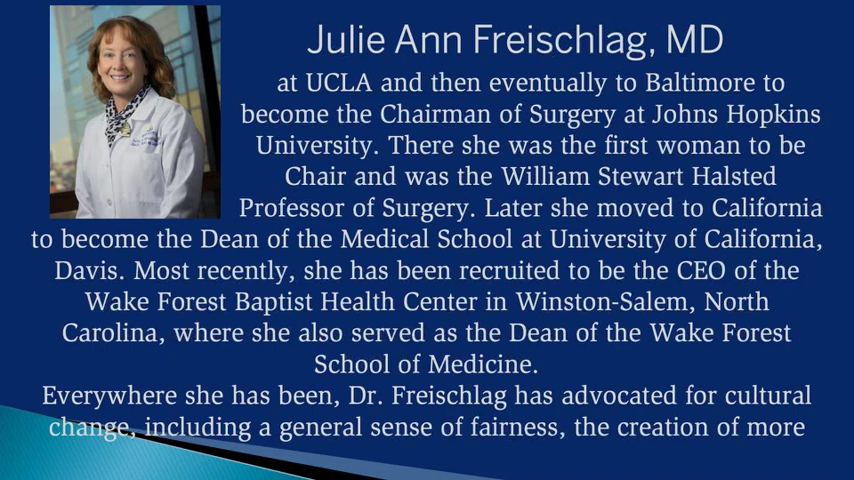 Julie Ann Freischlag, MD
at UCLA and then eventually to Baltimore to
become the Chairman of Surgery at Johns Hopkins
University. There she was the first woman to be
Chair and was the William Stewart Halsted
Professor of Surgery. Later she moved to California
to become the Dean of the Medical School at University of California,
Davis. Most recently, she has been recruited to be the CEO of the
Wake Forest Baptist Health Center in Winston-Salem, North
Carolina, where she also served as the Dean of the Wake Forest
School of Medicine.
Everywhere she has been, Dr. Freischlag has advocated for cultural
change, including a general sense of fairness, the creation of more